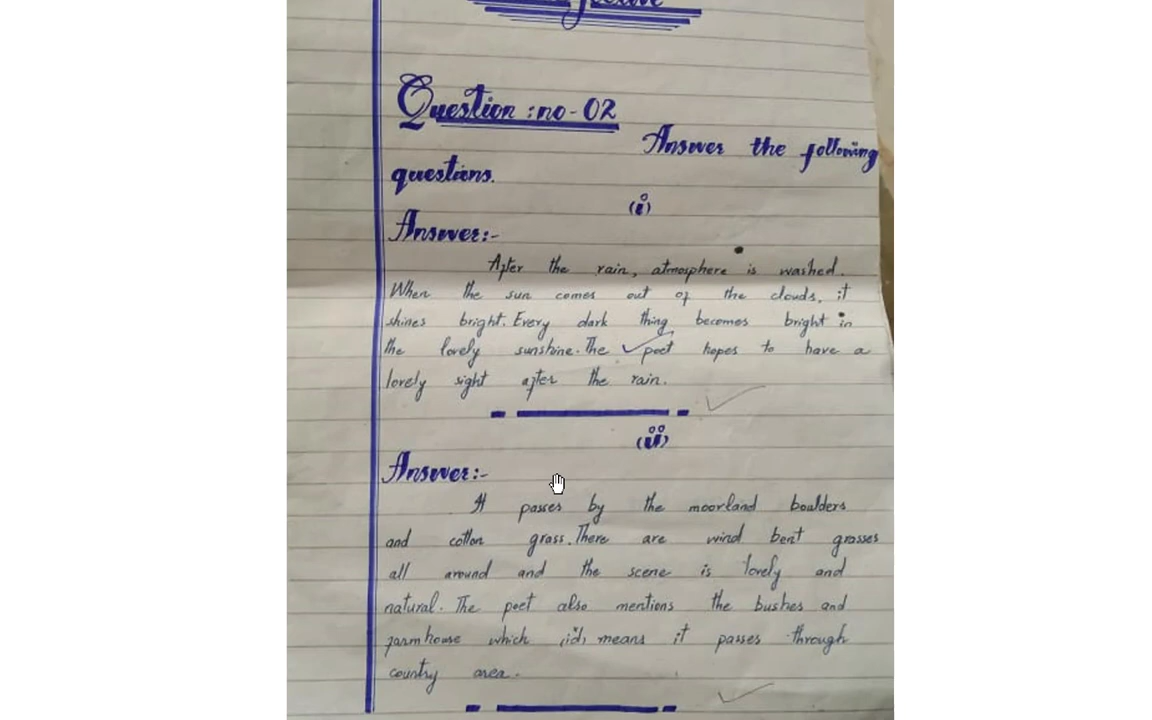 Question : no - 02
Answer the following
questions.
(i)
Answer:-
After the rain, atmosphere is washed.
When the sun comes out of the clouds, it
shines bright. Every dark thing becomes bright in
the lovely sunshine. The poet hopes to have a
lovely sight after the rain.
(ii)
Answer:-
It passes by the moorland boulders
and cotton grass. There are wind bent grasses
all around and the scene is lovely and
natural. The poet also mentions the bushes and
farmhouse which means it passes through
country area.